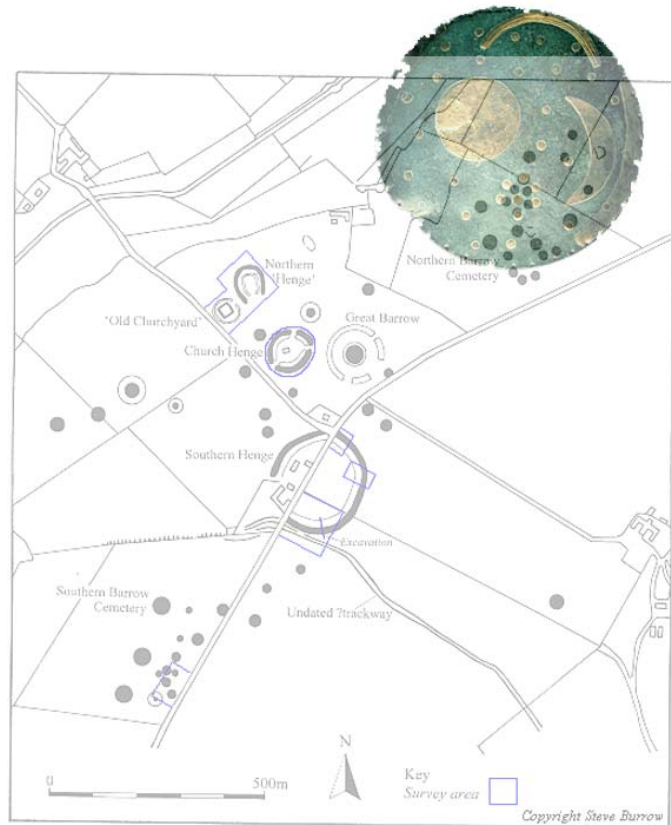 Northern
'Henge'
Northern Barrow
Cemetery
'Old Churchyard'
Great Barrow
Church Henge
Southern Henge
Excavation
Southern Barrow
Cemetery
Undated ?trackway
N
0
500m
Key
Survey area
Copyright Steve Burrow